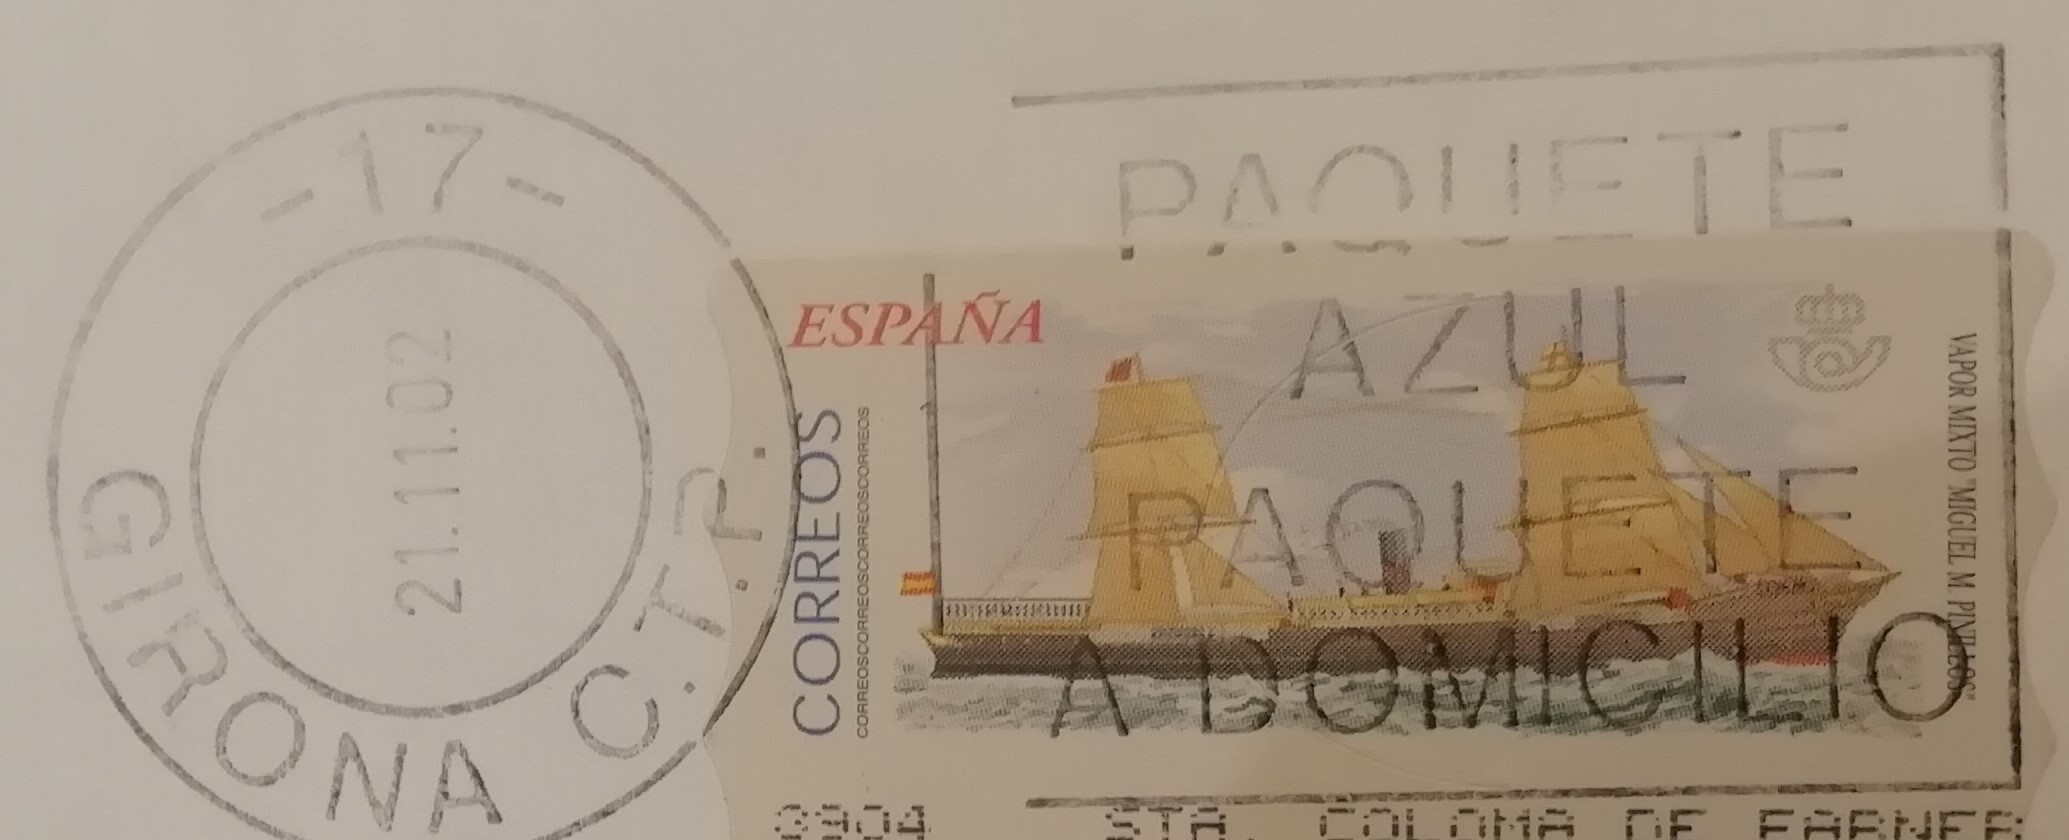 -17-
GIRONA C.T.P.
21.11.02
PAQUETE
AZUL
PAQUETE
A DOMICILIO
ESPAÑA
CORREOS
CORREOSCORREOSCORREOSCORREOS
VAPOR MIXTO "MIGUEL M. PINILLOS"
STA. COLOMA DE FARNER